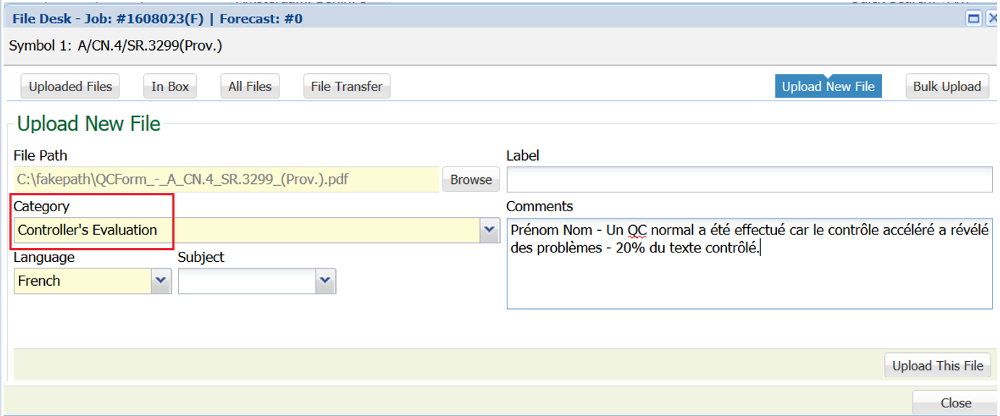 File Desk - Job: #1608023(F) | Forecast: #0
Symbol 1: A/CN.4/SR.3299(Prov.)
Uploaded Files In Box All Files File Transfer Upload New File Bulk Upload
Upload New File
File Path
C:\fakepath\QCForm_-_A_CN.4_SR.3299_(Prov.).pdf
Browse
Label
Category
Controller's Evaluation
Comments
Prénom Nom - Un QC normal a été effectué car le contrôle accéléré a révélé
des problèmes - 20% du texte contrôlé.
Language Subject
French
Upload This File
Close